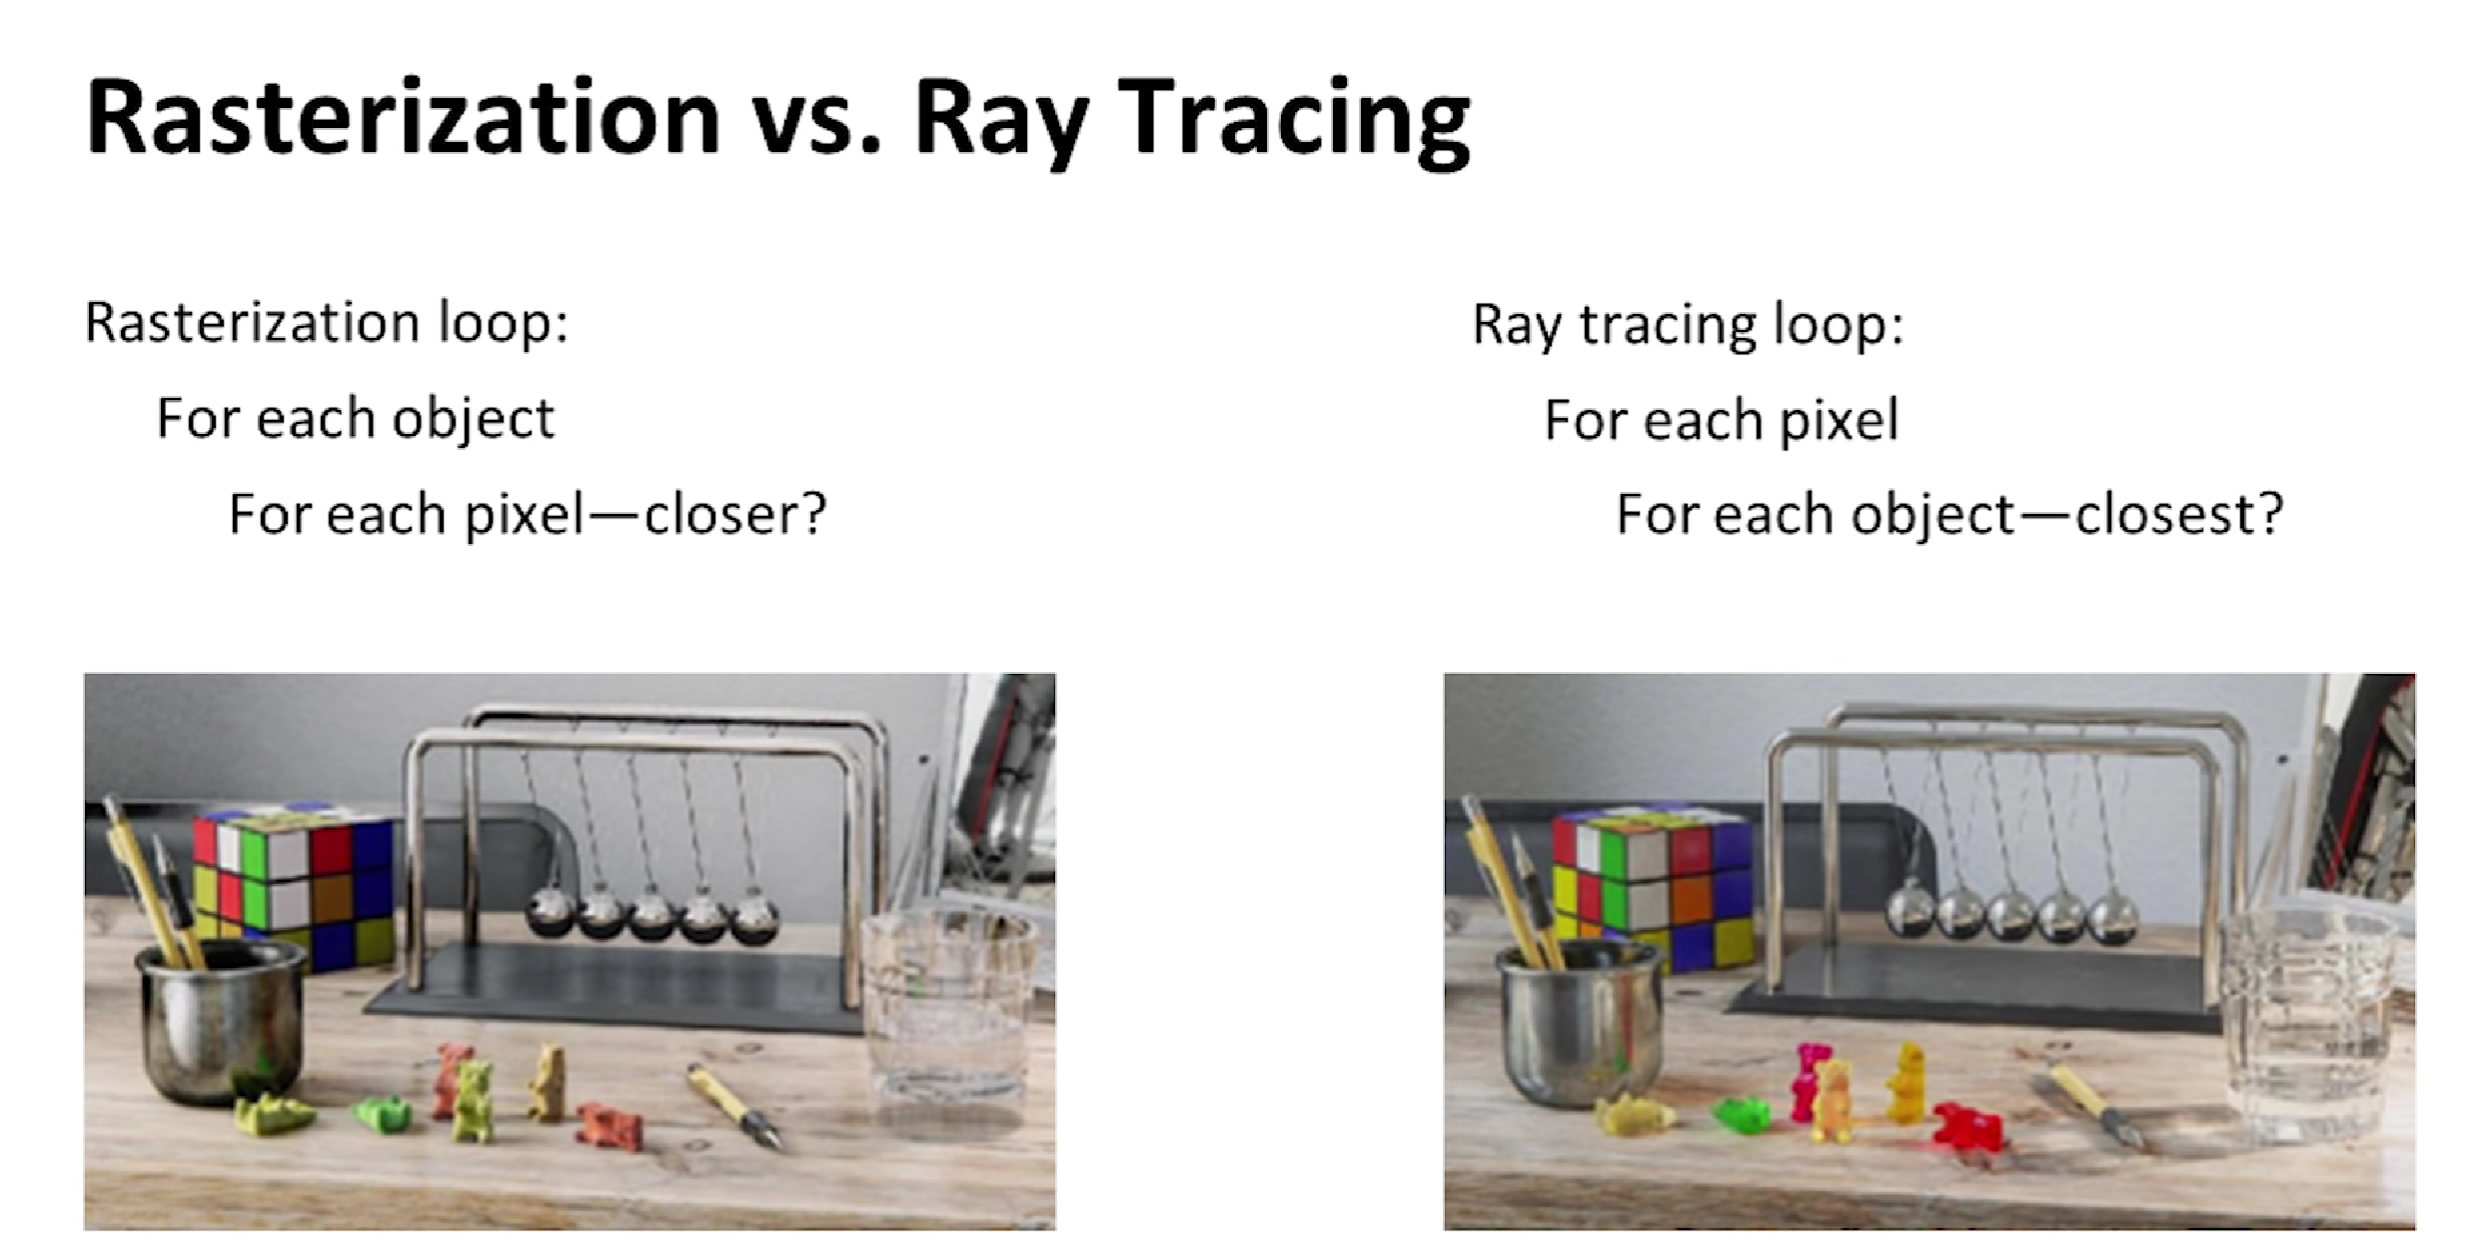 Rasterization vs. Ray Tracing
Rasterization loop:
For each object
For each pixel—closer?
Ray tracing loop:
For each pixel
For each object—closest?